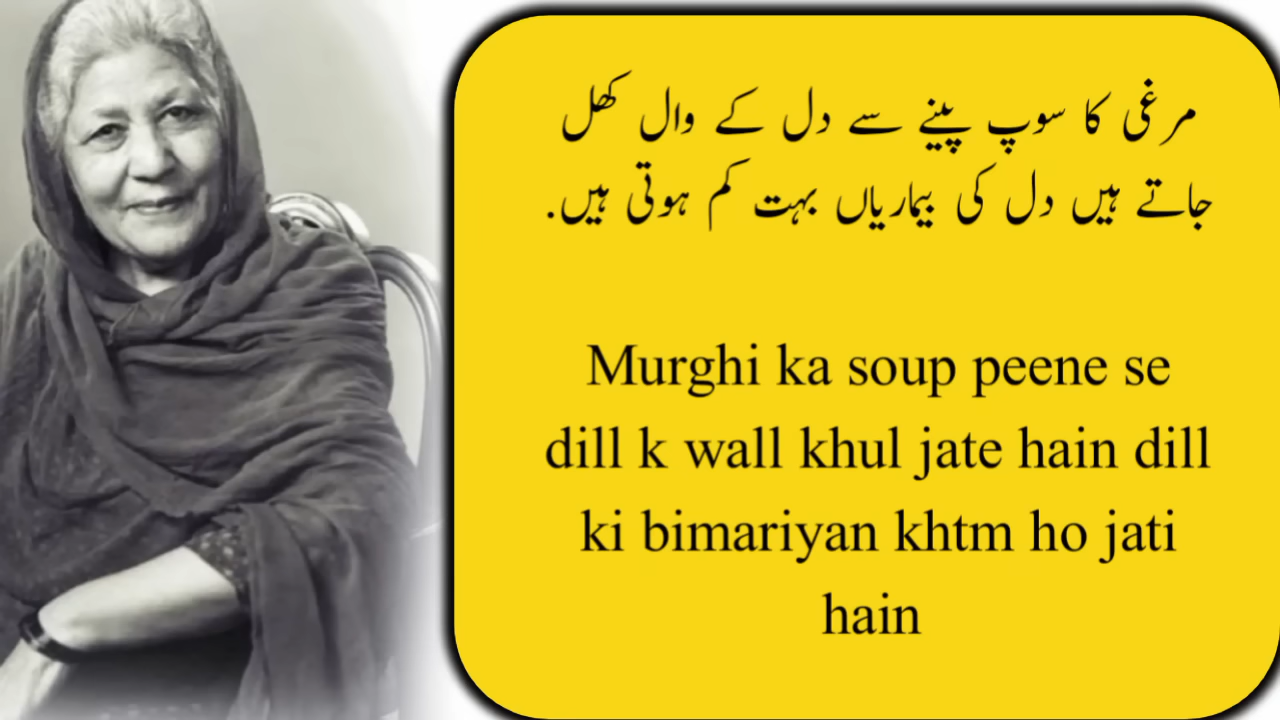 مرغی کا سوپ پینے سے دل کے وال کھل
جاتے ہیں دل کی بیماریاں بہت کم ہوتی ہیں.
Murghi ka soup peene se
dill k wall khul jate hain dill
ki bimariyan khtm ho jati
hain